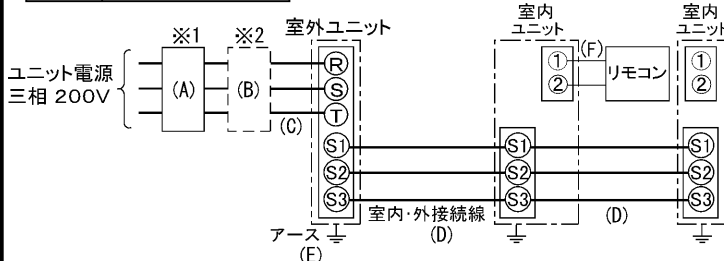 ※1
※2
室外ユニット
室内
ユニット
室内
ユニット
ユニット電源
三相 200V
(A)
(B)
(C)
R
S
T
S1
S2
S3
①
②
(F)
リモコン
①
②
S1
S2
S3
S1
S2
S3
室内・外接続線
(D)
(D)
アース
(E)